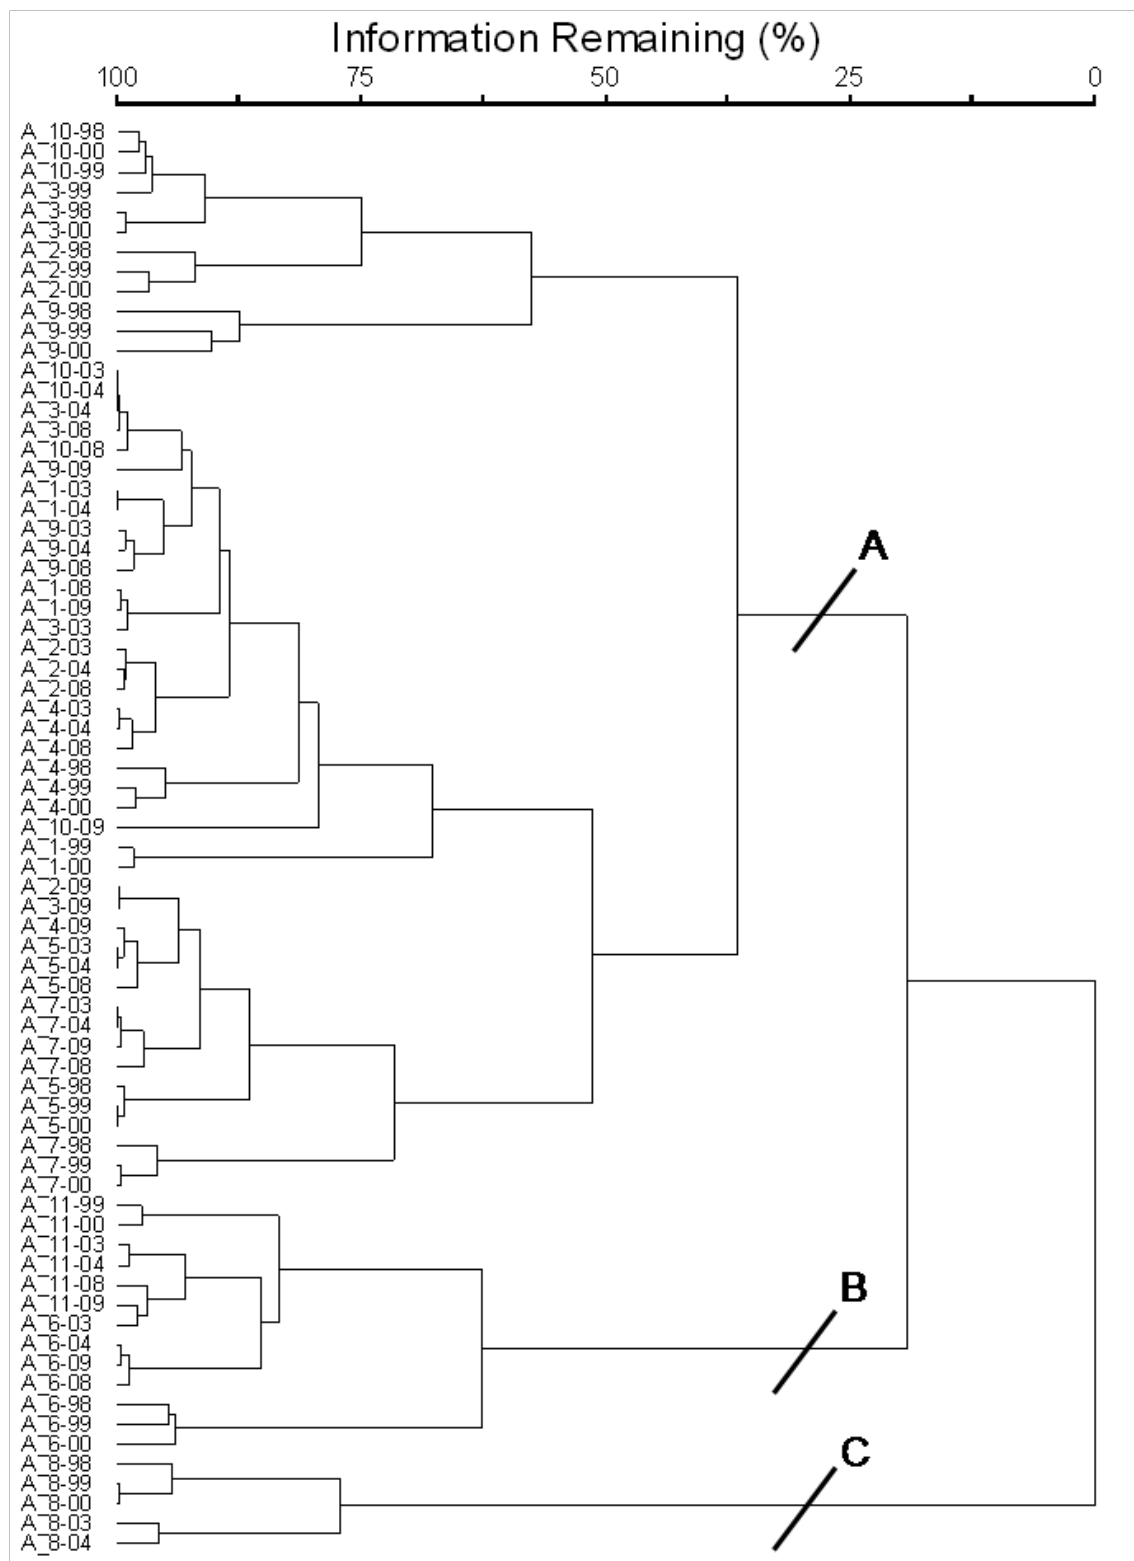 Information Remaining (%)
100 75 50 25 0
A_10-98
A_10-00
A_10-99
A_3-99
A_3-98
A_3-00
A_2-98
A_2-99
A_2-00
A_9-98
A_9-99
A_9-00
A_10-03
A_10-04
A_3-04
A_3-08
A_10-08
A_9-09
A_1-03
A_1-04
A_9-03
A_9-04
A
A_9-08
A_1-08
A_1-09
A_3-03
A_2-03
A_2-04
A_2-08
A_4-03
A_4-04
A_4-08
A_4-98
A_4-99
A_4-00
A_10-09
A_1-99
A_1-00
A_2-09
A_3-09
A_4-09
A_5-03
A_5-04
A_5-08
A_7-03
A_7-04
A_7-09
A_7-08
A_5-98
A_5-99
A_5-00
A_7-98
A_7-99
A_7-00
A_11-99
A_11-00
A_11-03
A_11-04
A_11-08
B
A_11-09
A_6-03
A_6-04
A_6-09
A_6-08
A_6-98
A_6-99
A_6-00
C
A_8-98
A_8-99
A_8-00
A_8-03
A_8-04